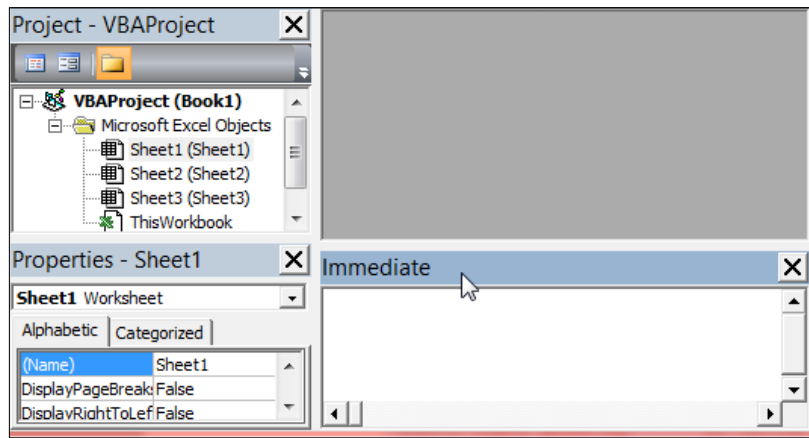 Project - VBAProject
VBAProject (Book1)
Microsoft Excel Objects
Sheet1 (Sheet1)
Sheet2 (Sheet2)
Sheet3 (Sheet3)
ThisWorkbook
Properties - Sheet1
Sheet1 Worksheet
Alphabetic Categorized
(Name) Sheet1
DisplayPageBreaks False
DisplayRightToLef False
Immediate